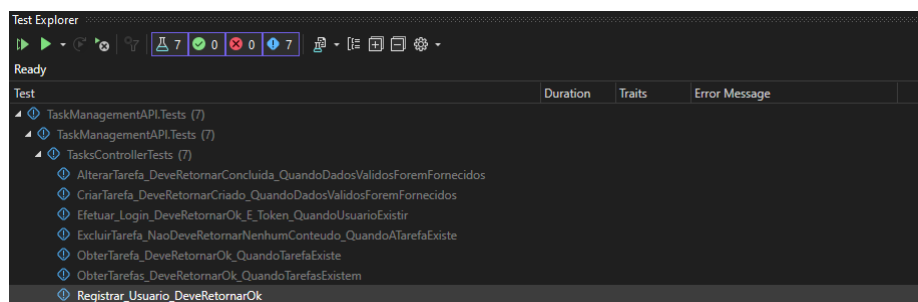 Test Explorer
7 0 0 7
Ready
Test Duration Traits Error Message
TaskManagementAPI.Tests (7)
TaskManagementAPI.Tests (7)
TasksControllerTests (7)
AlterarTarefa_DeveRetornarConcluida_QuandoDadosValidosForemFornecidos
CriarTarefa_DeveRetornarCriado_QuandoDadosValidosForemFornecidos
Efetuar_Login_DeveRetornarOk_E_Token_QuandoUsuarioExistir
ExcluirTarefa_NaoDeveRetornarNenhumConteudo_QuandoATarefaExiste
ObterTarefa_DeveRetornarOk_QuandoTarefaExiste
ObterTarefas_DeveRetornarOk_QuandoTarefasExistem
Registrar_Usuario_DeveRetornarOk